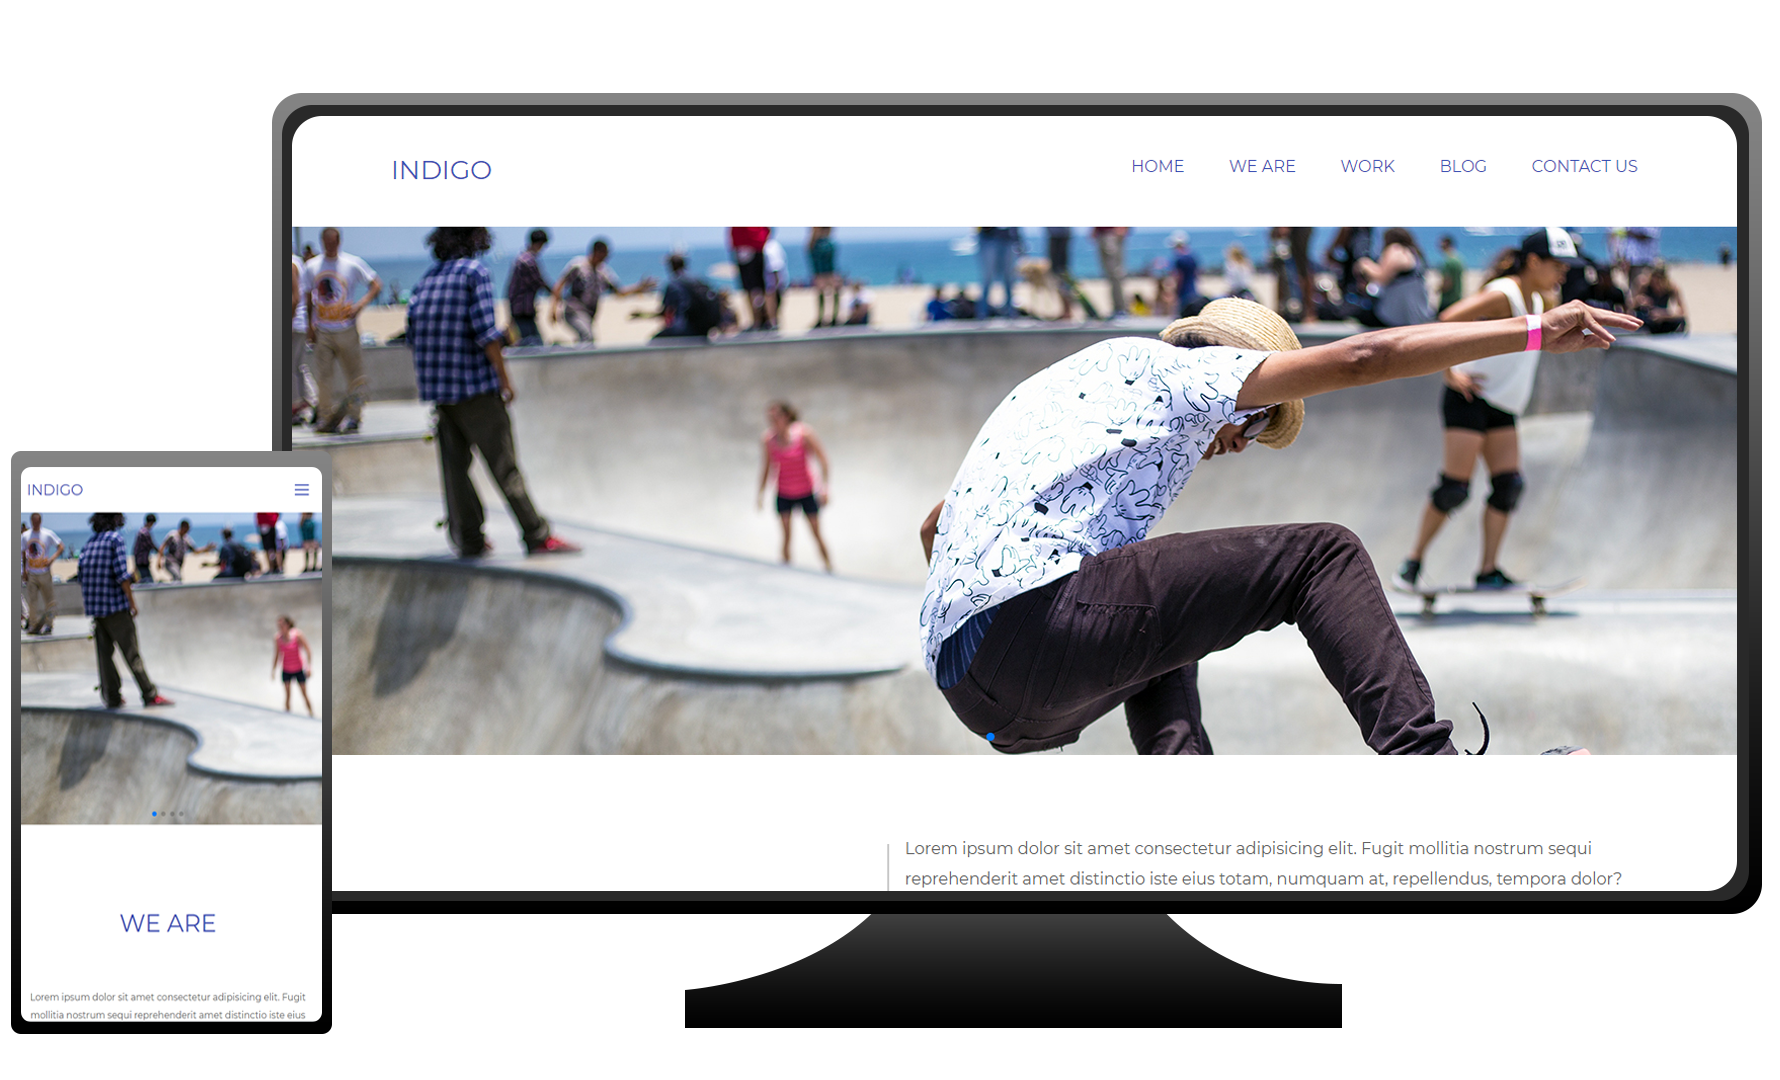 INDIGO
HOME WE ARE WORK BLOG CONTACT US
Lorem ipsum dolor sit amet consectetur adipisicing elit. Fugit mollitia nostrum sequi
reprehenderit amet distinctio iste eius totam, numquam at, repellendus, tempora dolor?
INDIGO
WE ARE
Lorem ipsum dolor sit amet consectetur adipisicing elit. Fugit
mollitia nostrum sequi reprehenderit amet distinctio iste eius